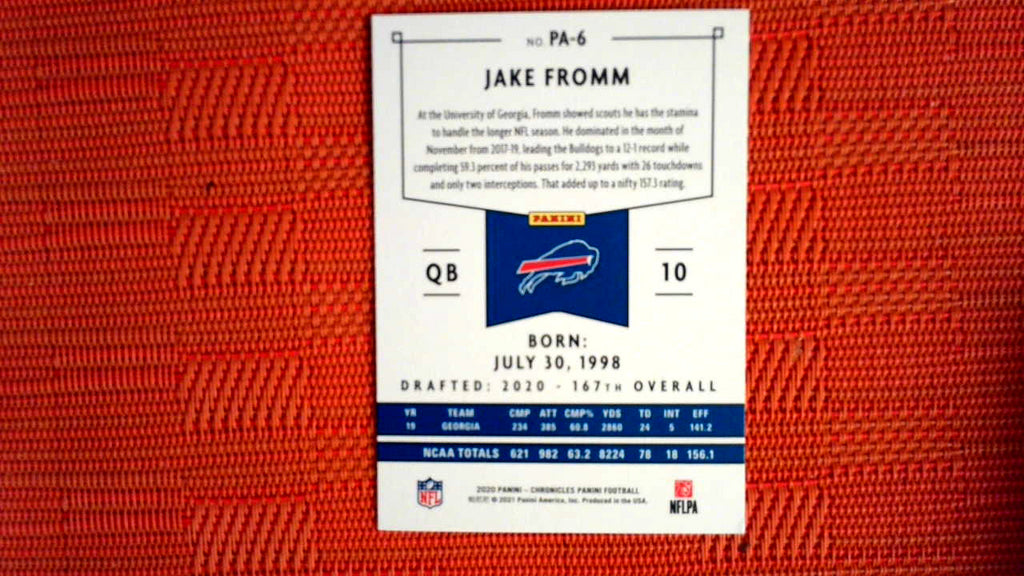 NO. PA-6
JAKE FROMM
At the University of Georgia, Fromm showed scouts he has the stamina
to handle the longer NFL season. He dominated in the month of
November from 2017-19, leading the Bulldogs to a 12-1 record while
completing 59.3 percent of his passes for 2,293 yards with 26 touchdowns
and only two interceptions. That added up to a nifty 157.3 rating.
PANINI
QB
10
BORN:
JULY 30, 1998
DRAFTED: 2020 - 167TH OVERALL
YR TEAM CMP ATT CMP% YDS TD INT EFF
19 GEORGIA 234 385 60.8 2860 24 5 141.2
NCAA TOTALS 621 982 63.2 8224 78 18 156.1
NFL
2020 PANINI – CHRONICLES PANINI FOOTBALL
© 2021 Panini America, Inc. Produced in the USA.
NFLPA